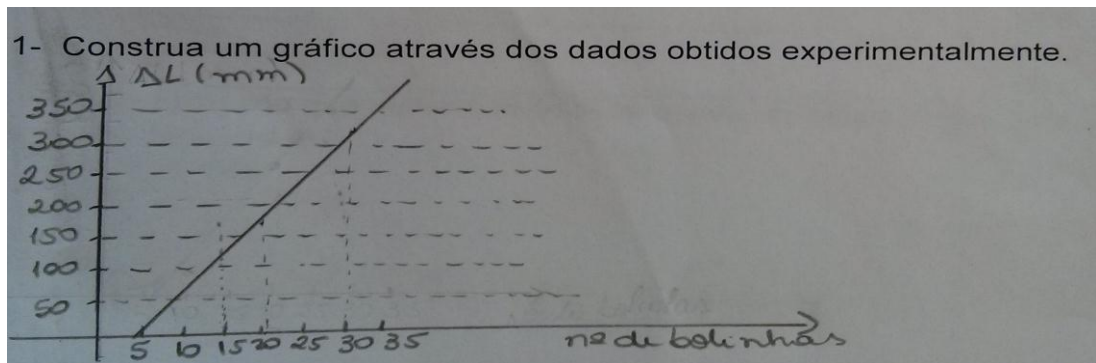 1- Construa um gráfico através dos dados obtidos experimentalmente.
Δ ΔL (mm)
350
300
250
200
150
100
50
5 10 15 20 25 30 35 nº de bolinhas